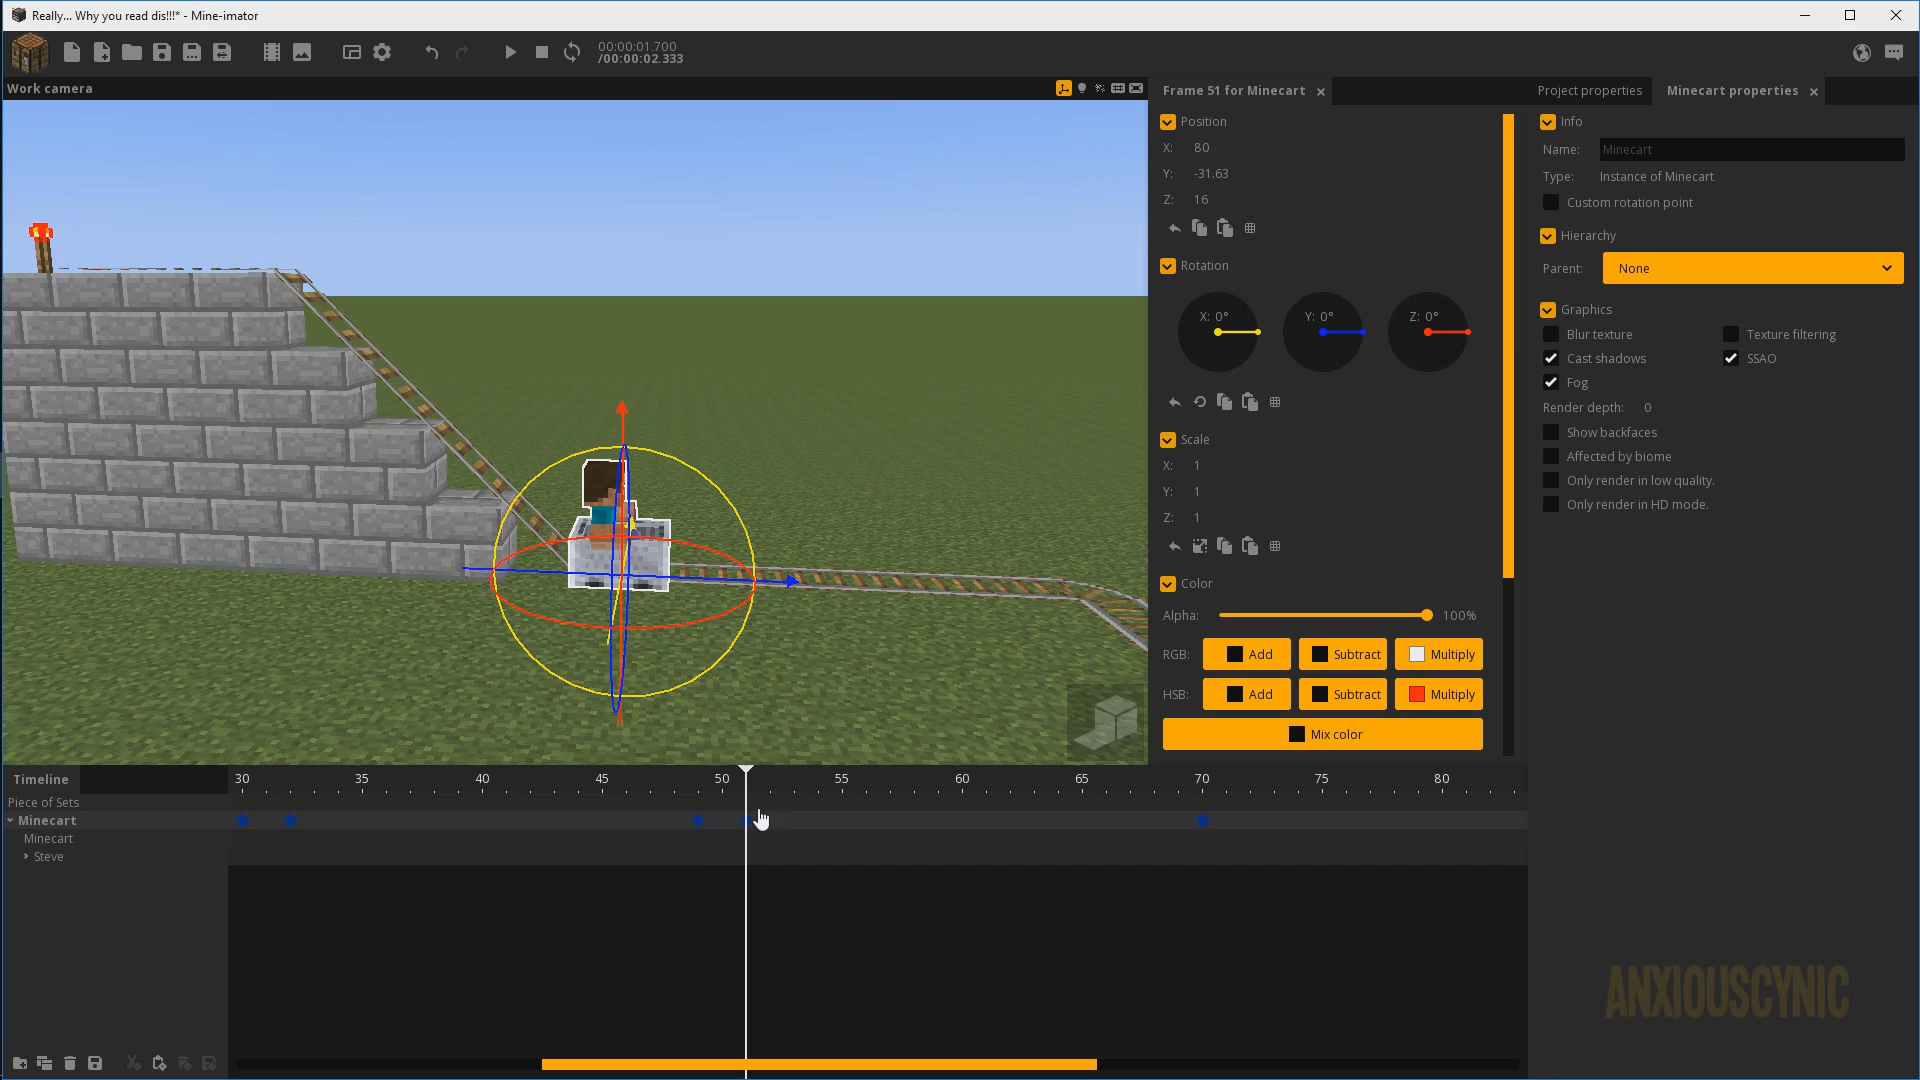 Really... Why you read dis!!!* - Mine-imator
00:00:01.700
/00:00:02.333
Work camera
Frame 51 for Minecart
Position
X: 80
Y: -31.63
Z: 16
Rotation
X: 0° Y: 0° Z: 0°
Scale
X: 1
Y: 1
Z: 1
Color
Alpha: 100%
RGB: Add Subtract Multiply
HSB: Add Subtract Multiply
Mix color
Project properties Minecart properties
Info
Name: Minecart
Type: Instance of Minecart
Custom rotation point
Hierarchy
Parent: None
Graphics
Blur texture Texture filtering
Cast shadows SSAO
Fog
Render depth: 0
Show backfaces
Affected by biome
Only render in low quality.
Only render in HD mode.
Timeline 30 35 40 45 50 55 60 65 70 75 80
Piece of Sets
Minecart
Minecart
Steve
ANXIOUSCYNIC